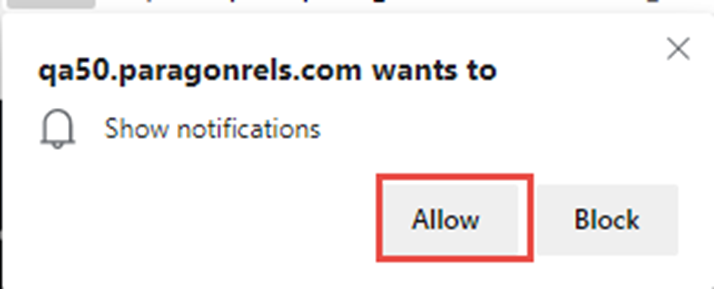 qa50.paragonrels.com wants to
Show notifications
Allow
Block